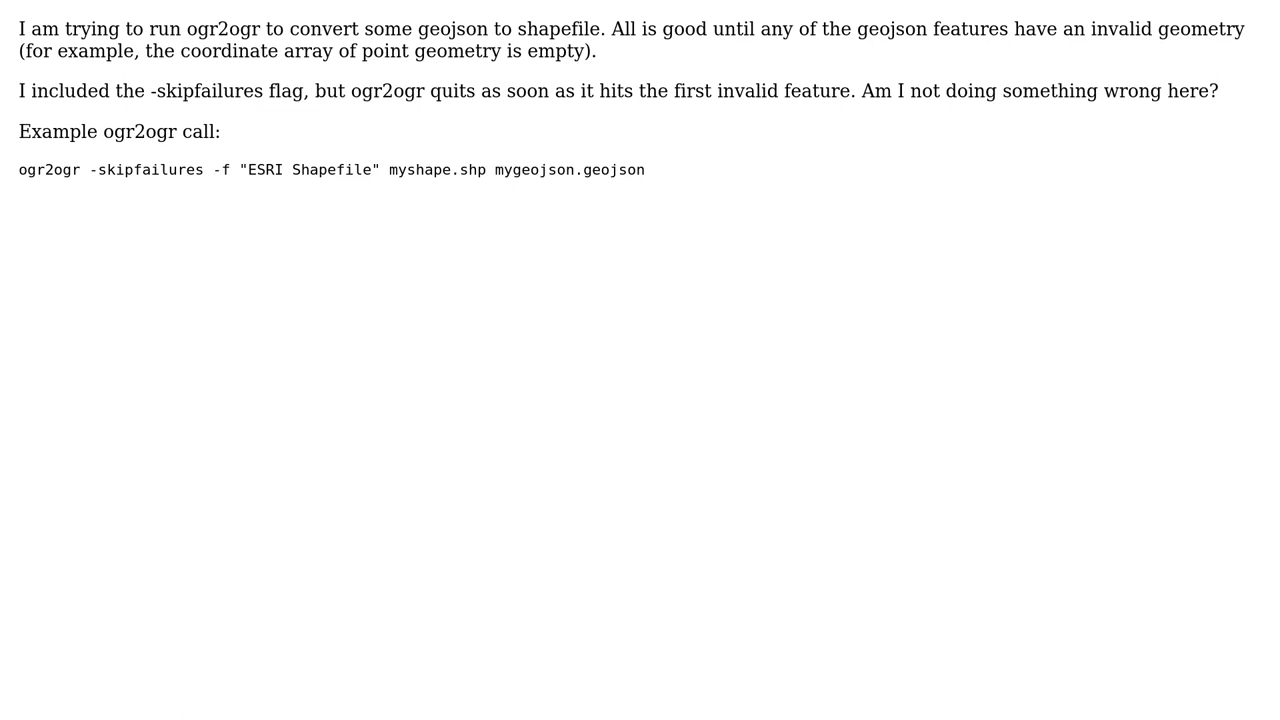 I am trying to run ogr2ogr to convert some geojson to shapefile. All is good until any of the geojson features have an invalid geometry
(for example, the coordinate array of point geometry is empty).
I included the -skipfailures flag, but ogr2ogr quits as soon as it hits the first invalid feature. Am I not doing something wrong here?
Example ogr2ogr call:
ogr2ogr -skipfailures -f "ESRI Shapefile" myshape.shp mygeojson.geojson